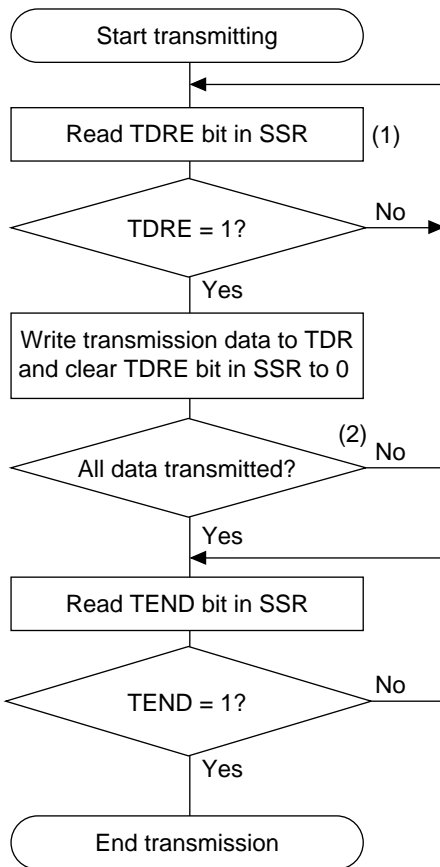 Start transmitting
Read TDRE bit in SSR
(1)
TDRE = 1?
No
Yes
Write transmission data to TDR
and clear TDRE bit in SSR to 0
(2)
All data transmitted?
No
Yes
Read TEND bit in SSR
TEND = 1?
No
Yes
End transmission